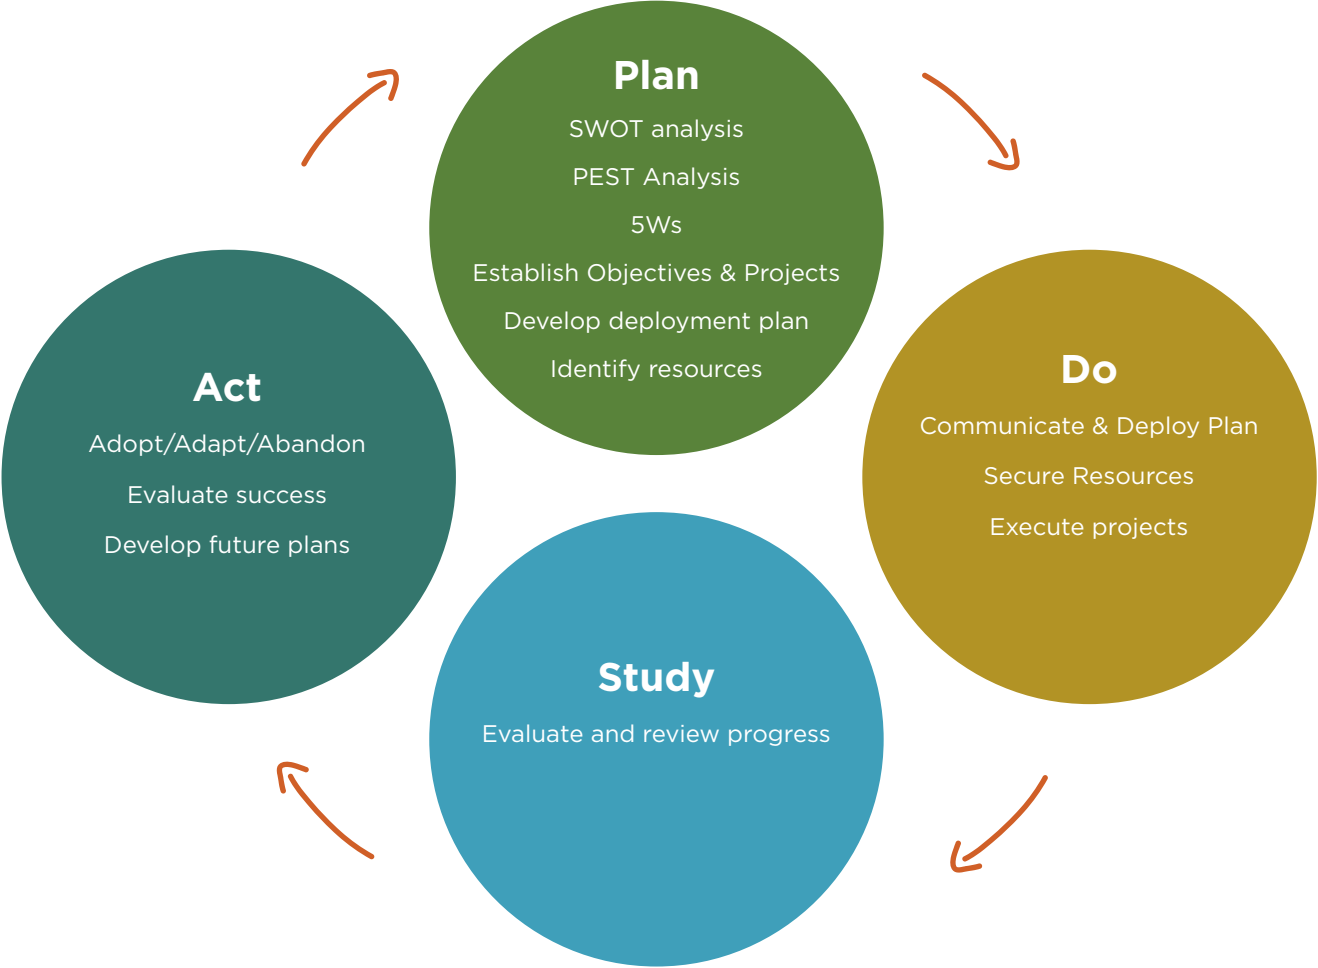 Plan
SWOT analysis
PEST Analysis
5Ws
Establish Objectives & Projects
Develop deployment plan
Identify resources
Do
Communicate & Deploy Plan
Secure Resources
Execute projects
Study
Evaluate and review progress
Act
Adopt/Adapt/Abandon
Evaluate success
Develop future plans